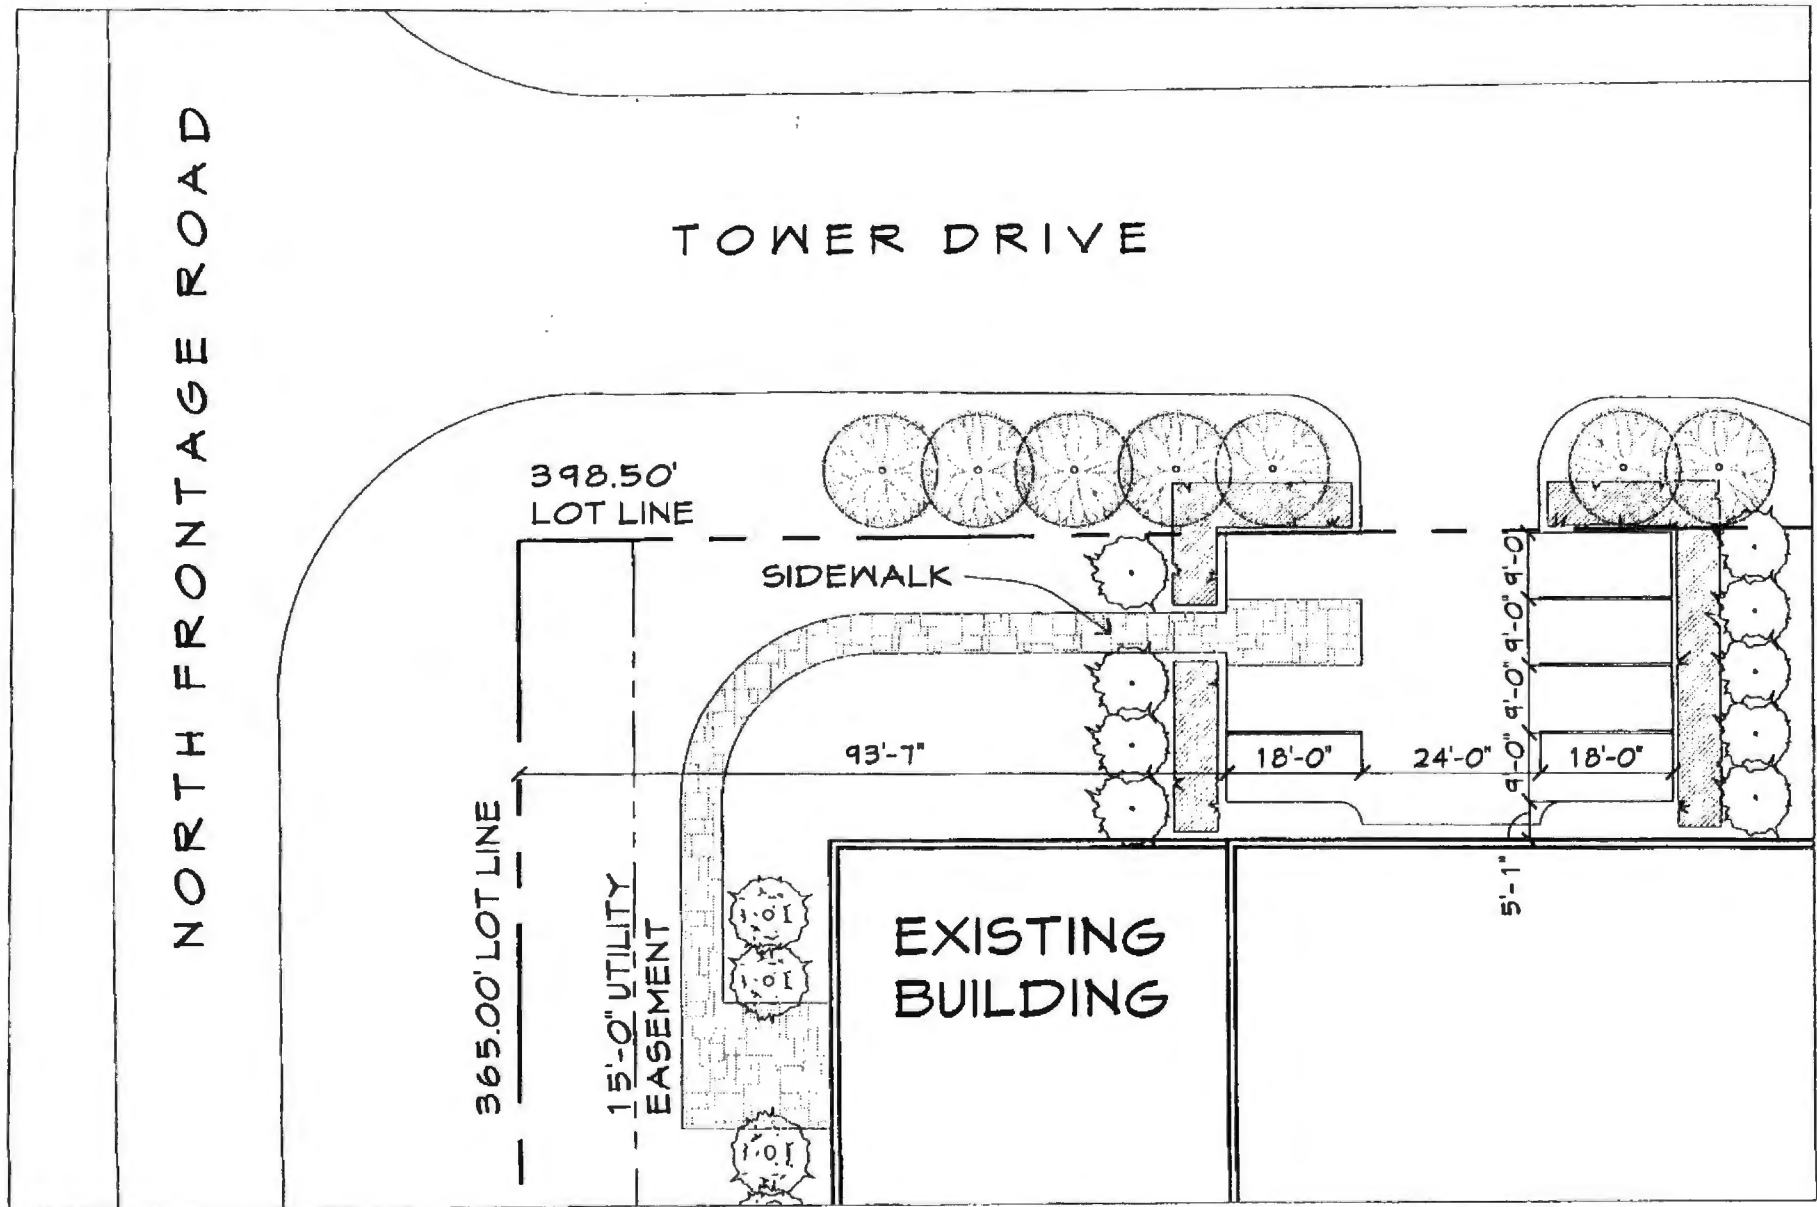 NORTH FRONTAGE ROAD
TOWER DRIVE
398.50'
LOT LINE
SIDEWALK
9'-0"
9'-0"
9'-0"
9'-0"
93'-7"
18'-0"
24'-0"
18'-0"
365.00' LOT LINE
15'-0" UTILITY
EASEMENT
5'-1"
EXISTING
BUILDING